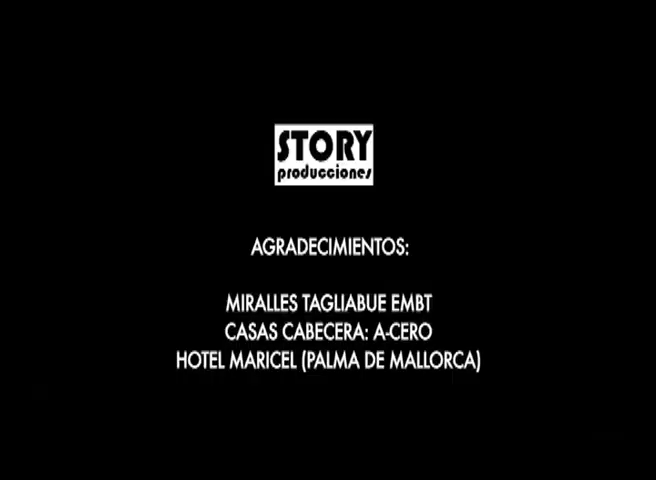 STORY
producciones
AGRADECIMIENTOS:
MIRALLES TAGLIABUE EMBT
CASAS CABECERA: A-CERO
HOTEL MARICEL (PALMA DE MALLORCA)